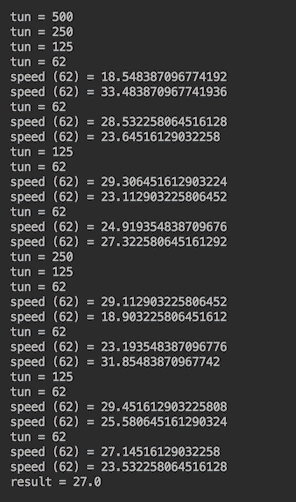 tun = 500
tun = 250
tun = 125
tun = 62
speed (62) = 18.548387096774192
speed (62) = 33.483870967741936
tun = 62
speed (62) = 28.532258064516128
speed (62) = 23.64516129032258
tun = 125
tun = 62
speed (62) = 29.306451612903224
speed (62) = 23.112903225806452
tun = 62
speed (62) = 24.919354838709676
speed (62) = 27.322580645161292
tun = 250
tun = 125
tun = 62
speed (62) = 29.112903225806452
speed (62) = 18.903225806451612
tun = 62
speed (62) = 23.193548387096776
speed (62) = 31.85483870967742
tun = 125
tun = 62
speed (62) = 29.451612903225808
speed (62) = 25.580645161290324
tun = 62
speed (62) = 27.14516129032258
speed (62) = 23.532258064516128
result = 27.0